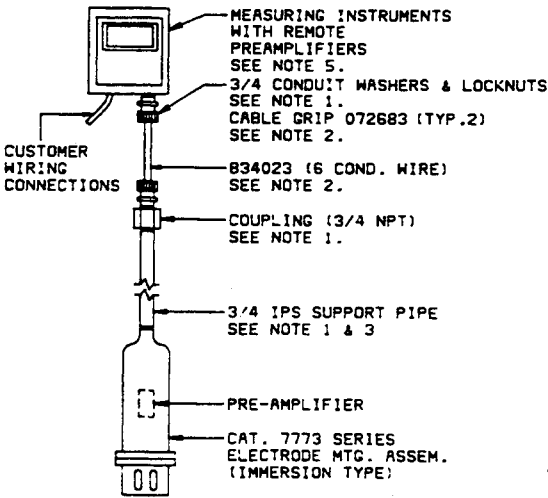 MEASURING INSTRUMENTS
WITH REMOTE
PREAMPLIFIERS
SEE NOTE 5.
3/4 CONDUIT WASHERS & LOCKNUTS
SEE NOTE 1.
CABLE GRIP 072683 (TYP.2)
SEE NOTE 2.
CUSTOMER
WIRING
CONNECTIONS
834023 (6 COND. WIRE)
SEE NOTE 2.
COUPLING (3/4 NPT)
SEE NOTE 1.
3/4 IPS SUPPORT PIPE
SEE NOTE 1 & 3
PRE-AMPLIFIER
CAT. 7773 SERIES
ELECTRODE MTG. ASSEM.
(IMMERSION TYPE)